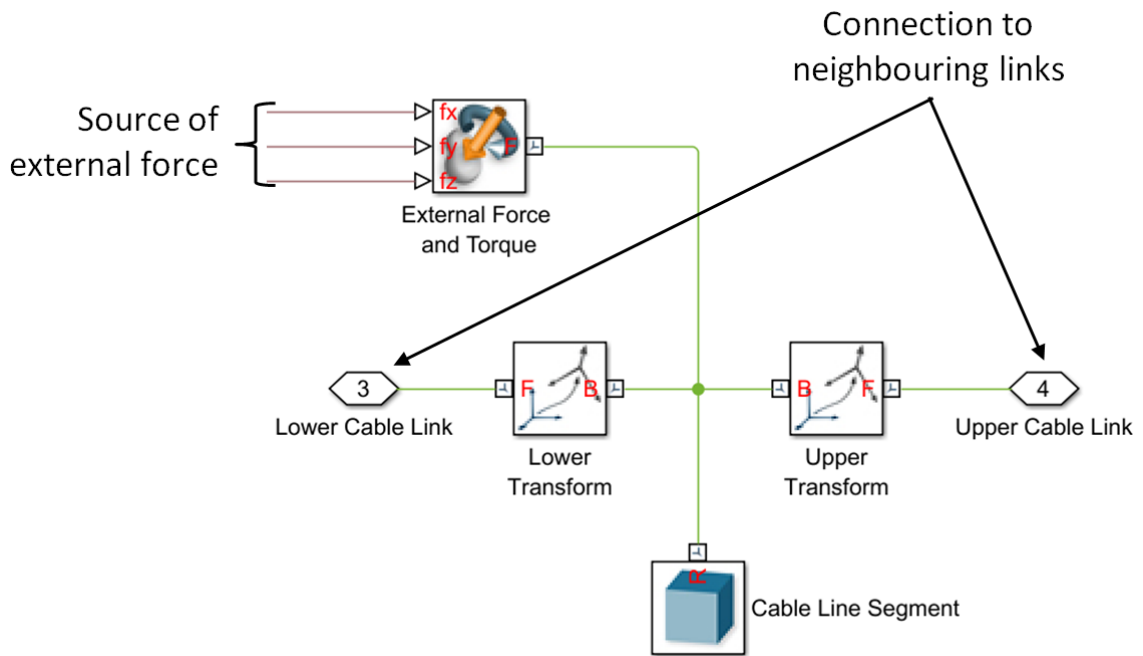 Connection to
neighbouring links
Source of
external force
fx
fy
fz
F
External Force
and Torque
3
Lower Cable Link
F
B
Lower
Transform
B
F
Upper
Transform
4
Upper Cable Link
R
Cable Line Segment